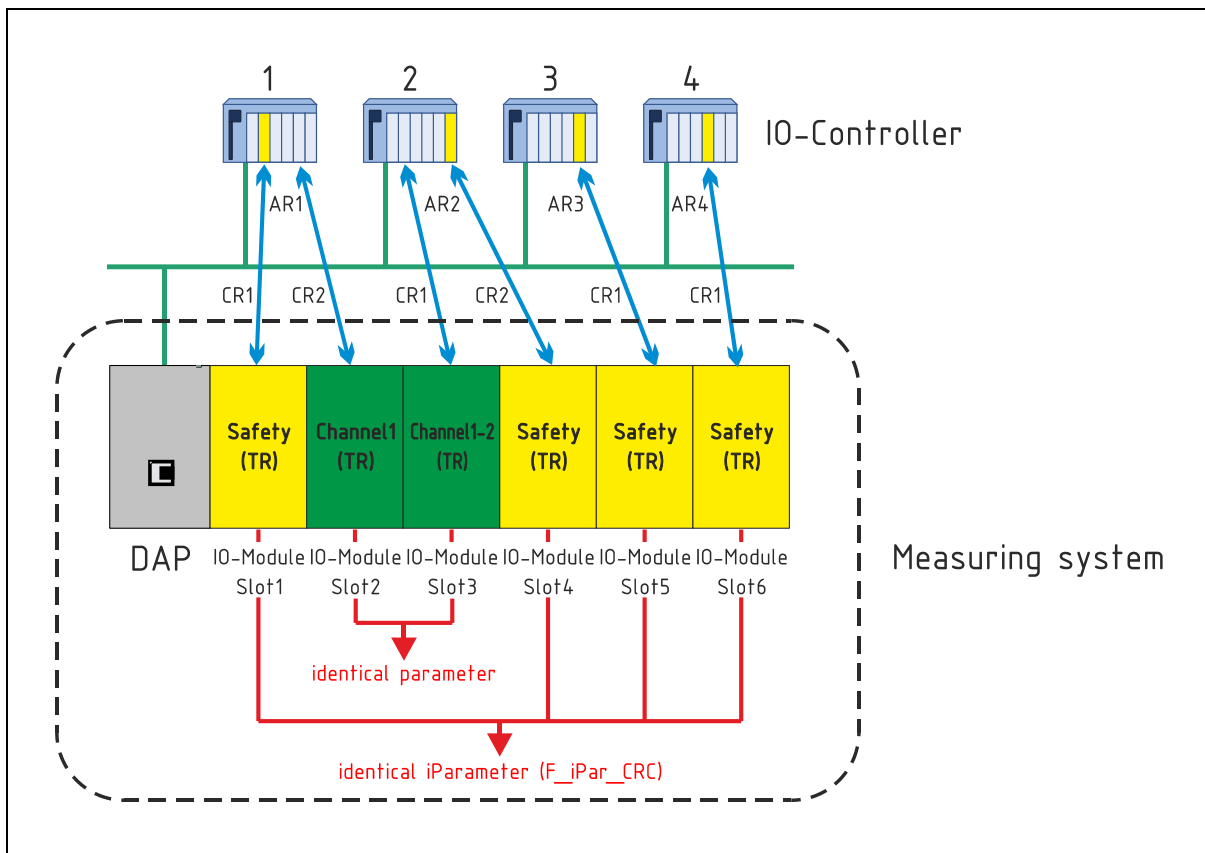 1 2 3 4
IO-Controller
AR1 AR2 AR3 AR4
CR1 CR2 CR1 CR2 CR1 CR1
Safety (TR)
Channel1 (TR)
Channel1-2 (TR)
Safety (TR)
Safety (TR)
Safety (TR)
DAP
IO-Module Slot1
IO-Module Slot2
IO-Module Slot3
IO-Module Slot4
IO-Module Slot5
IO-Module Slot6
Measuring system
identical parameter
identical iParameter (F_iPar_CRC)